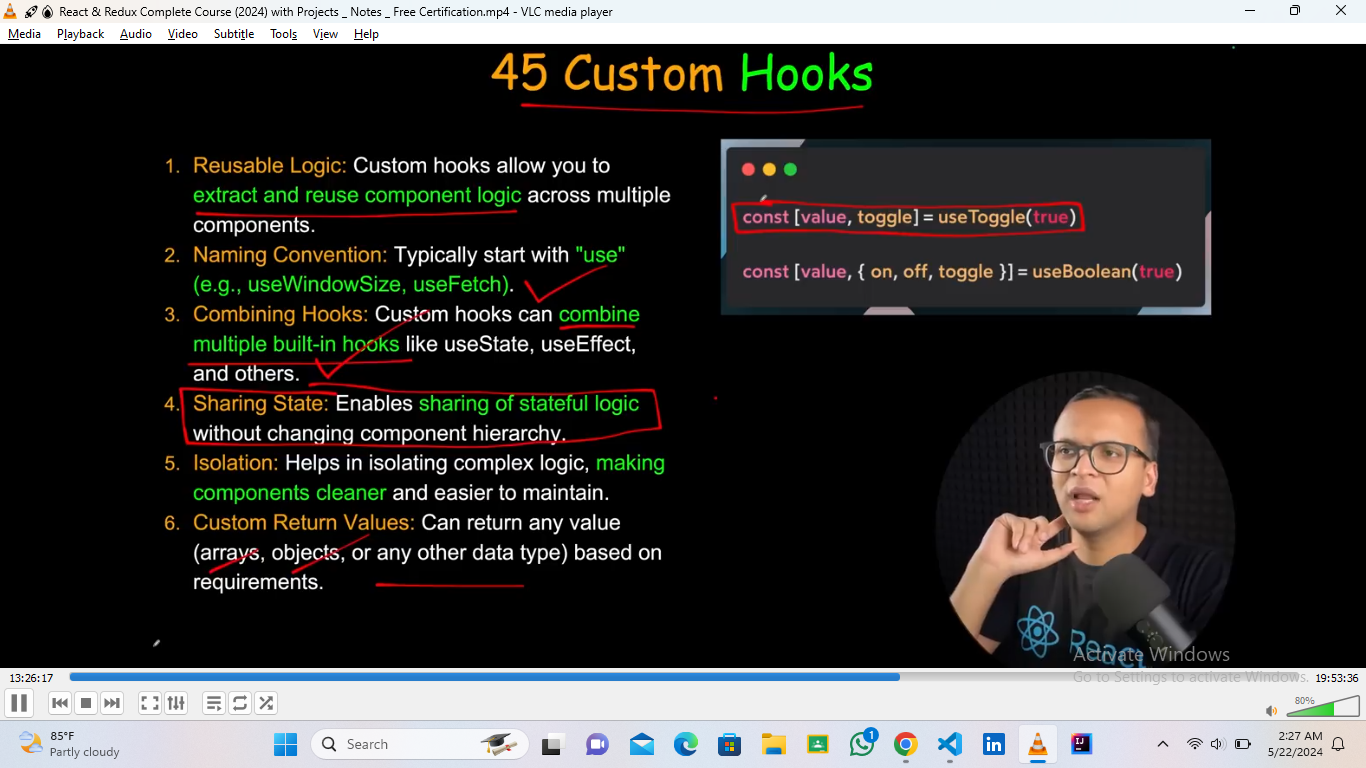 React & Redux Complete Course (2024) with Projects _ Notes _ Free Certification.mp4 - VLC media player
Media Playback Audio Video Subtitle Tools View Help
45 Custom Hooks
1. Reusable Logic: Custom hooks allow you to
extract and reuse component logic across multiple
components.
2. Naming Convention: Typically start with "use"
(e.g., useWindowSize, useFetch).
3. Combining Hooks: Custom hooks can combine
multiple built-in hooks like useState, useEffect,
and others.
4. Sharing State: Enables sharing of stateful logic
without changing component hierarchy.
5. Isolation: Helps in isolating complex logic, making
components cleaner and easier to maintain.
6. Custom Return Values: Can return any value
(arrays, objects, or any other data type) based on
requirements.
const [value, toggle] = useToggle(true)
const [value, { on, off, toggle }] = useBoolean(true)
React
Activate Windows
Go to Settings to activate Windows.
13:26:17
19:53:36
80%
85°F
Partly cloudy
Search
1
in
IJ
2:27 AM
5/22/2024